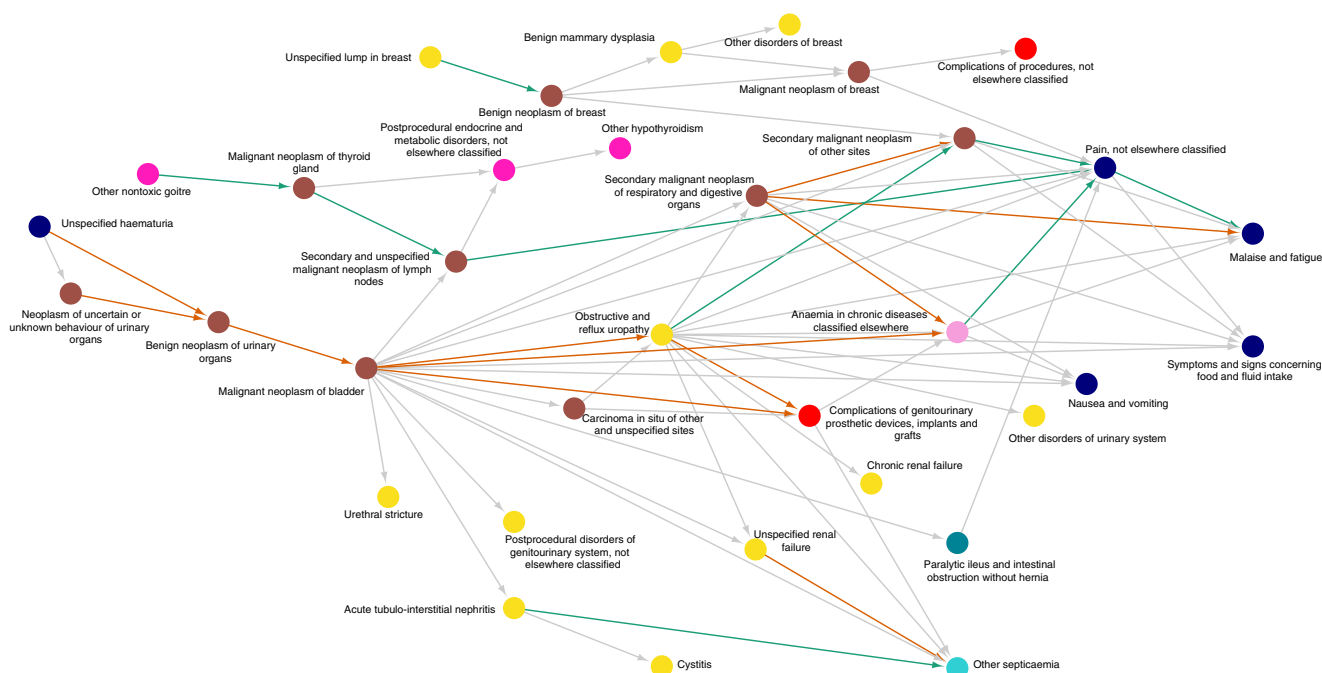 Unspecified lump in breast
Benign mammary dysplasia
Other disorders of breast
Complications of procedures, not
elsewhere classified
Malignant neoplasm of breast
Benign neoplasm of breast
Postprocedural endocrine and
metabolic disorders, not
elsewhere classified
Other hypothyroidism
Secondary malignant neoplasm
of other sites
Pain, not elsewhere classified
Malignant neoplasm of thyroid
gland
Other nontoxic goitre
Secondary malignant neoplasm
of respiratory and digestive
organs
Unspecified haematuria
Secondary and unspecified
malignant neoplasm of lymph
nodes
Malaise and fatigue
Neoplasm of uncertain or
unknown behaviour of urinary
organs
Benign neoplasm of urinary
organs
Obstructive and
reflux uropathy
Anaemia in chronic diseases
classified elsewhere
Symptoms and signs concerning
food and fluid intake
Malignant neoplasm of bladder
Nausea and vomiting
Carcinoma in situ of other
and unspecified sites
Complications of genitourinary
prosthetic devices, implants and
grafts
Other disorders of urinary system
Chronic renal failure
Urethral stricture
Postprocedural disorders of
genitourinary system, not
elsewhere classified
Unspecified renal
failure
Paralytic ileus and intestinal
obstruction without hernia
Acute tubulo-interstitial nephritis
Cystitis
Other septicaemia